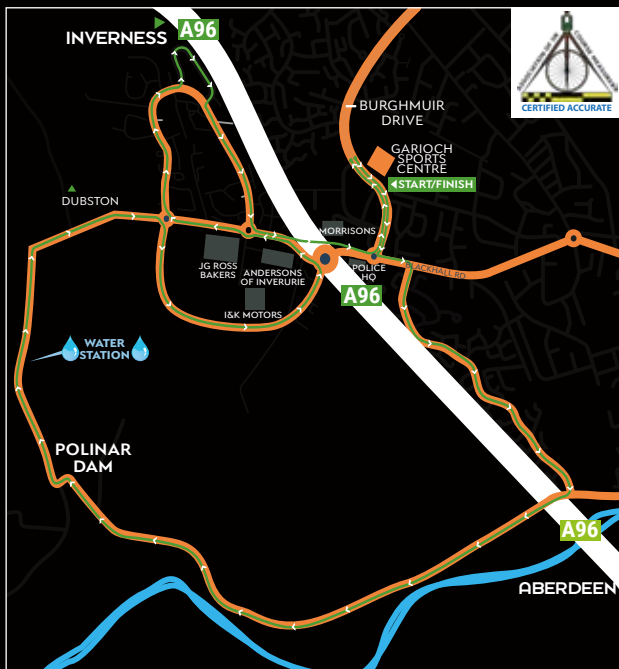 INVERNESS
A96
CERTIFIED ACCURATE
BURGHMUIR
DRIVE
GARIOCH
SPORTS
CENTRE
START/FINISH
DUBSTON
MORRISONS
JG ROSS
BAKERS
ANDERSONS
OF INVERURIE
POLICE
HQ
BLACKHALL RD
A96
I&K MOTORS
WATER
STATION
POLINAR
DAM
A96
ABERDEEN